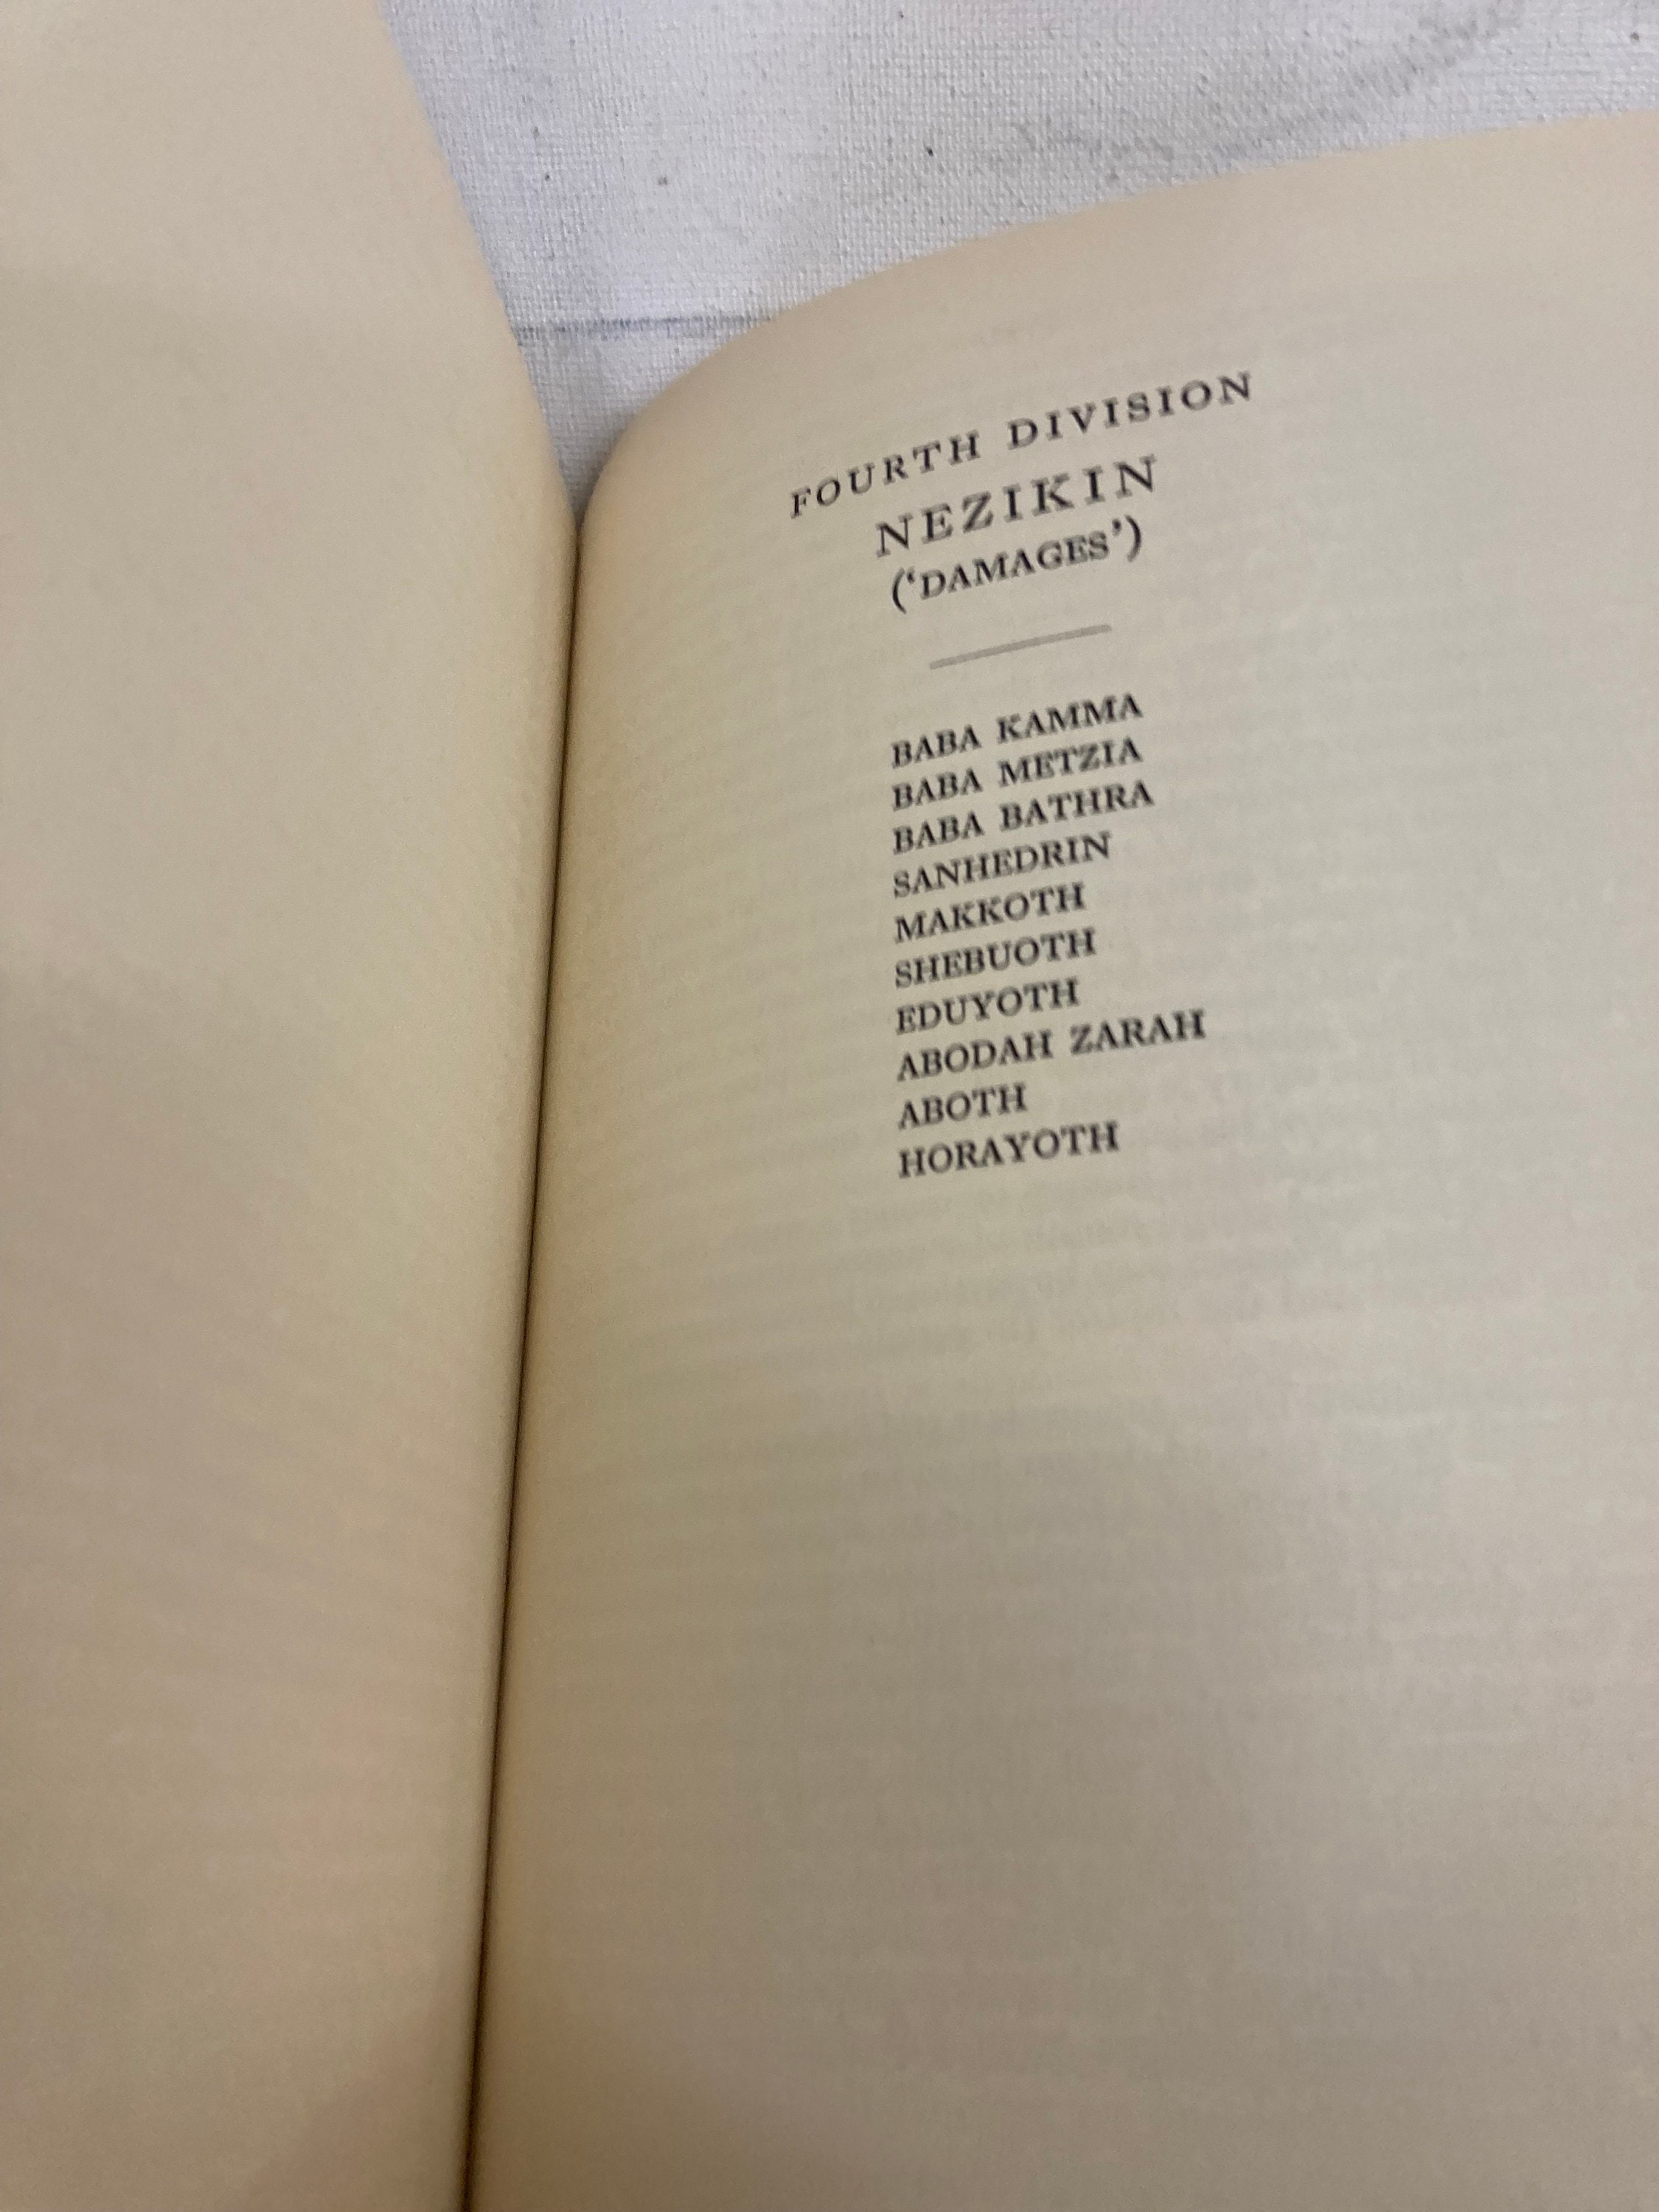 FOURTH DIVISION
NEZIKIN
(‘DAMAGES’)
BABA KAMMA
BABA METZIA
BABA BATHRA
SANHEDRIN
MAKKOTH
SHEBUOTH
EDUYOTH
ABODAH ZARAH
ABOTH
HORAYOTH